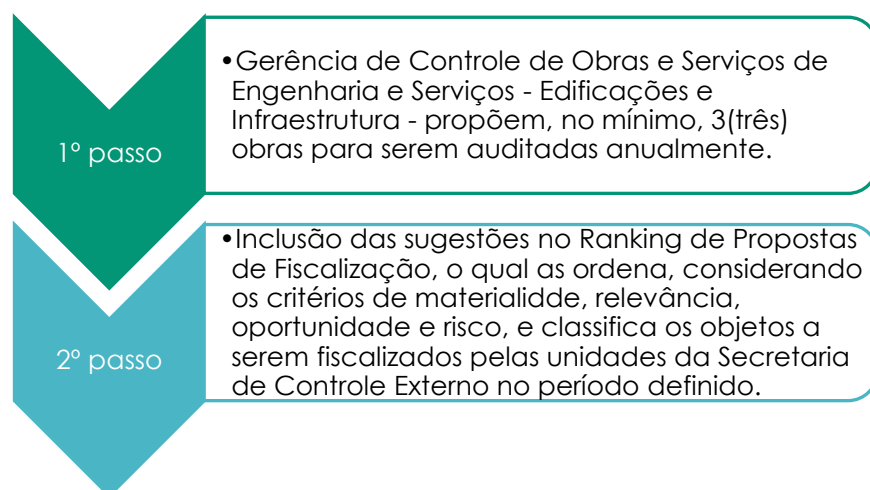 1º passo
•Gerência de Controle de Obras e Serviços de
Engenharia e Serviços - Edificações e
Infraestrutura - propõem, no mínimo, 3(três)
obras para serem auditadas anualmente.
2º passo
•Inclusão das sugestões no Ranking de Propostas
de Fiscalização, o qual as ordena, considerando
os critérios de materialidde, relevância,
oportunidade e risco, e classifica os objetos a
serem fiscalizados pelas unidades da Secretaria
de Controle Externo no período definido.